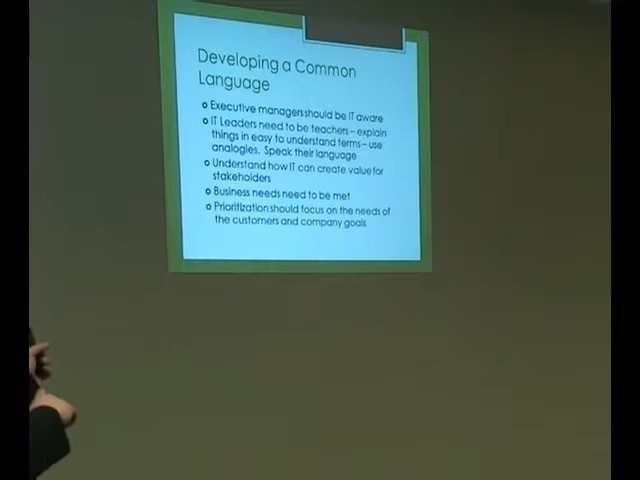 Developing a Common
Language
Executive managers should be IT aware
IT Leaders need to be teachers – explain
things in easy to understand terms – use
analogies. Speak their language
Understand how IT can create value for
stakeholders
Business needs need to be met
Prioritization should focus on the needs of
the customers and company goals